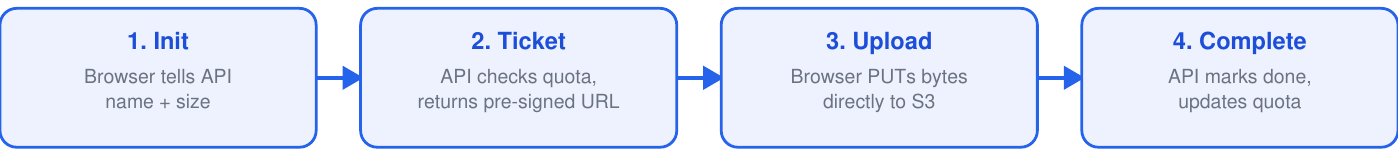 1. Init
Browser tells API
name + size
2. Ticket
API checks quota,
returns pre-signed URL
3. Upload
Browser PUTs bytes
directly to S3
4. Complete
API marks done,
updates quota